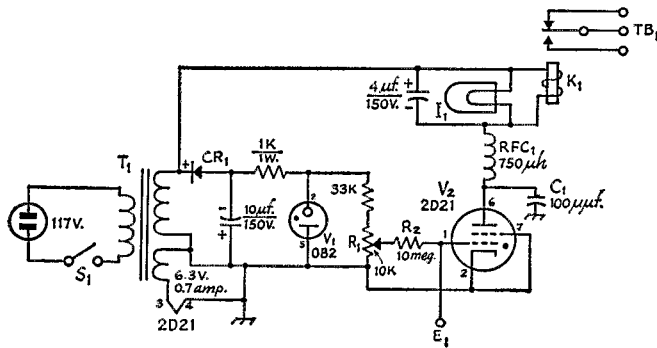 TB₁
K₁
4µf.
150V.
+
I₁
RFC₁
750µh
C₁
100µµf.
V₂
2D21
6
7
1
2
T₁
+
CR₁
1K
1W.
33K
10µf.
150V.
-
+
2
5
V₁
OB2
R₁
10K
R₂
10meg.
E₁
117V.
S₁
6.3V.
0.7amp.
3
4
2D21